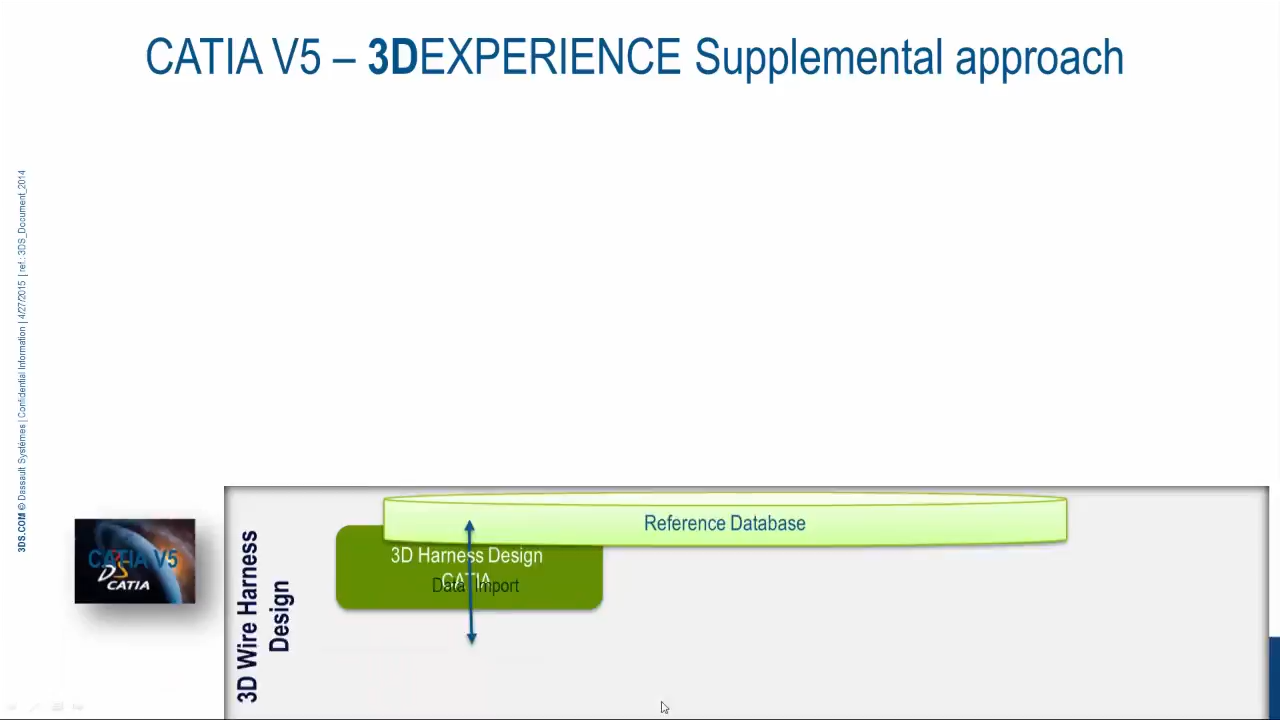 CATIA V5 – 3DEXPERIENCE Supplemental approach
3DS.COM © Dassault Systèmes | Confidential Information | 4/27/2015 | ref.: 3DS_Document_2014
Reference Database
3D Harness Design
CATIA
Data Import
CATIA V5
CATIA
3D Wire Harness
Design